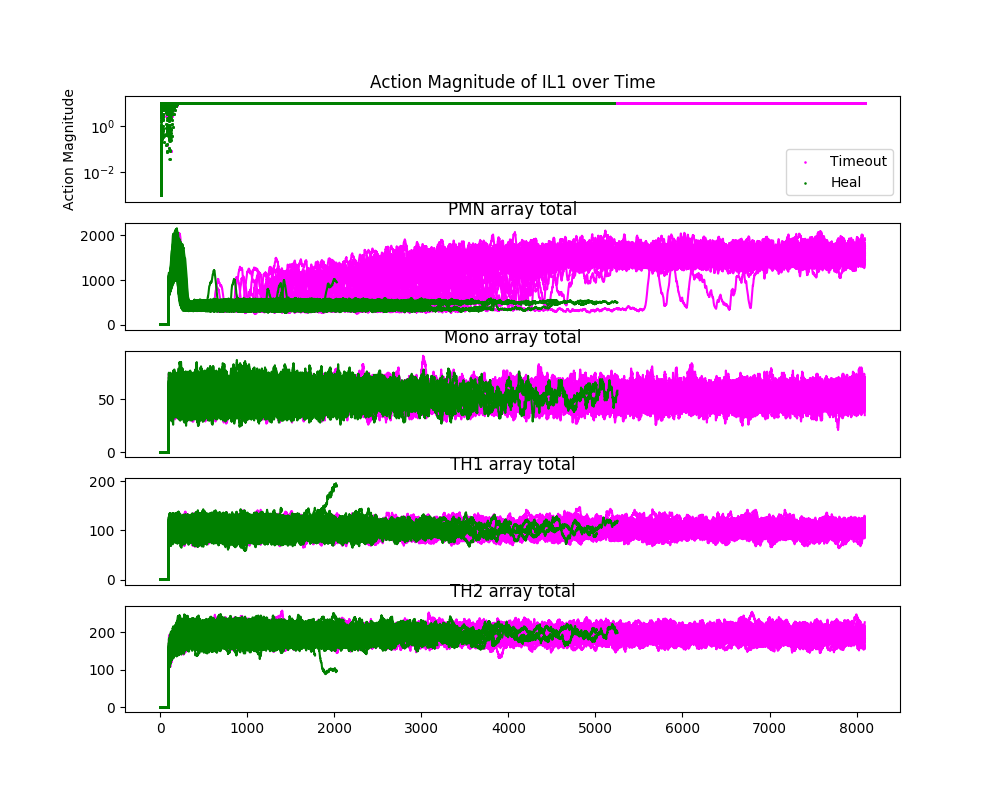 Action Magnitude of IL1 over Time
Action Magnitude
10^0
10^-2
Timeout
Heal
PMN array total
2000
1000
0
Mono array total
50
0
TH1 array total
200
100
0
TH2 array total
200
100
0
0 1000 2000 3000 4000 5000 6000 7000 8000